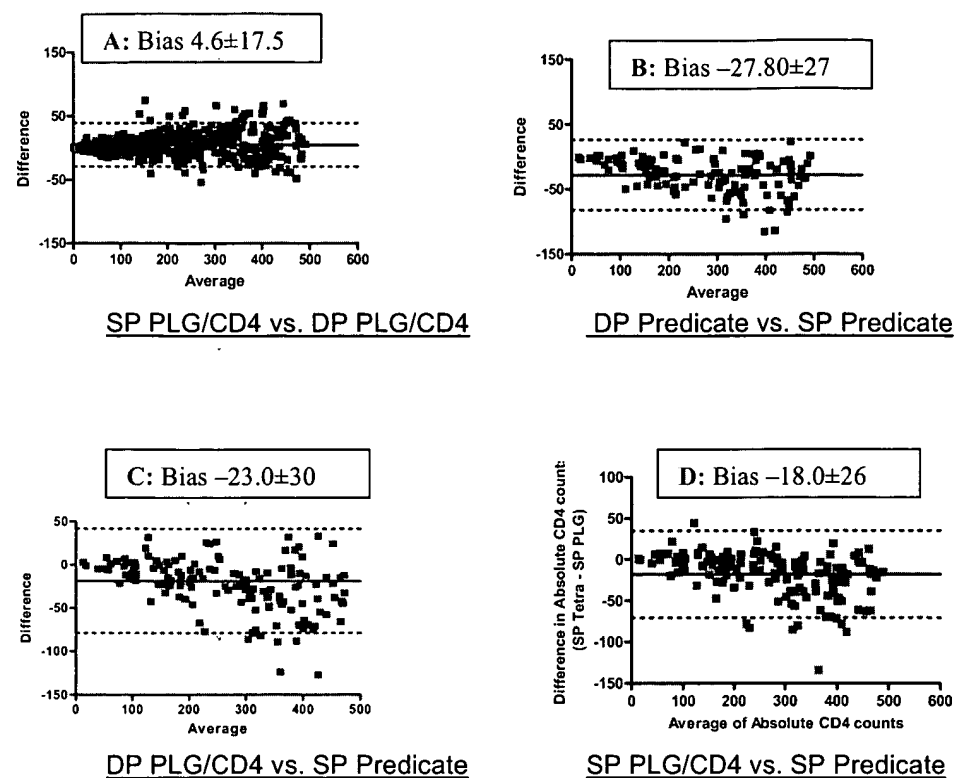 A: Bias 4.6±17.5
150
50
-50
-150
Difference
0 100 200 300 400 500 600
Average
SP PLG/CD4 vs. DP PLG/CD4
B: Bias –27.80±27
150
50
-50
-150
Difference
0 100 200 300 400 500 600
Average
DP Predicate vs. SP Predicate
C: Bias –23.0±30
50
0
-50
-100
-150
Difference
0 100 200 300 400 500
Average
DP PLG/CD4 vs. SP Predicate
D: Bias –18.0±26
100
50
0
-50
-100
-150
Difference in Absolute CD4 count:
(SP Tetra - SP PLG)
0 100 200 300 400 500 600
Average of Absolute CD4 counts
SP PLG/CD4 vs. SP Predicate